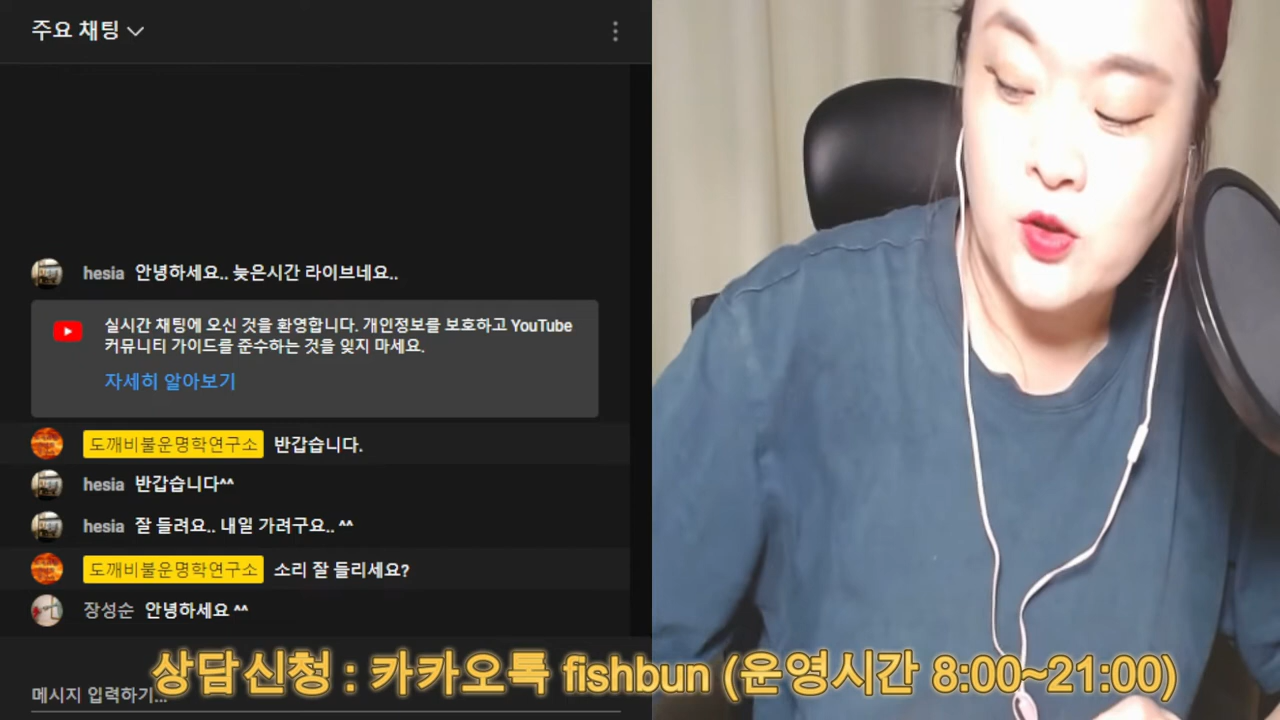 주요 채팅
hesia 안녕하세요.. 늦은시간 라이브네요..
실시간 채팅에 오신 것을 환영합니다. 개인정보를 보호하고 YouTube
커뮤니티 가이드를 준수하는 것을 잊지 마세요.
자세히 알아보기
도깨비불운명학연구소 반갑습니다.
hesia 반갑습니다^^
hesia 잘 들려요.. 내일 가려구요.. ^^
도깨비불운명학연구소 소리 잘 들리세요?
장성순 안녕하세요 ^^
상담신청 : 카카오톡 fishbun (운영시간 8:00~21:00)
메시지 입력하기...